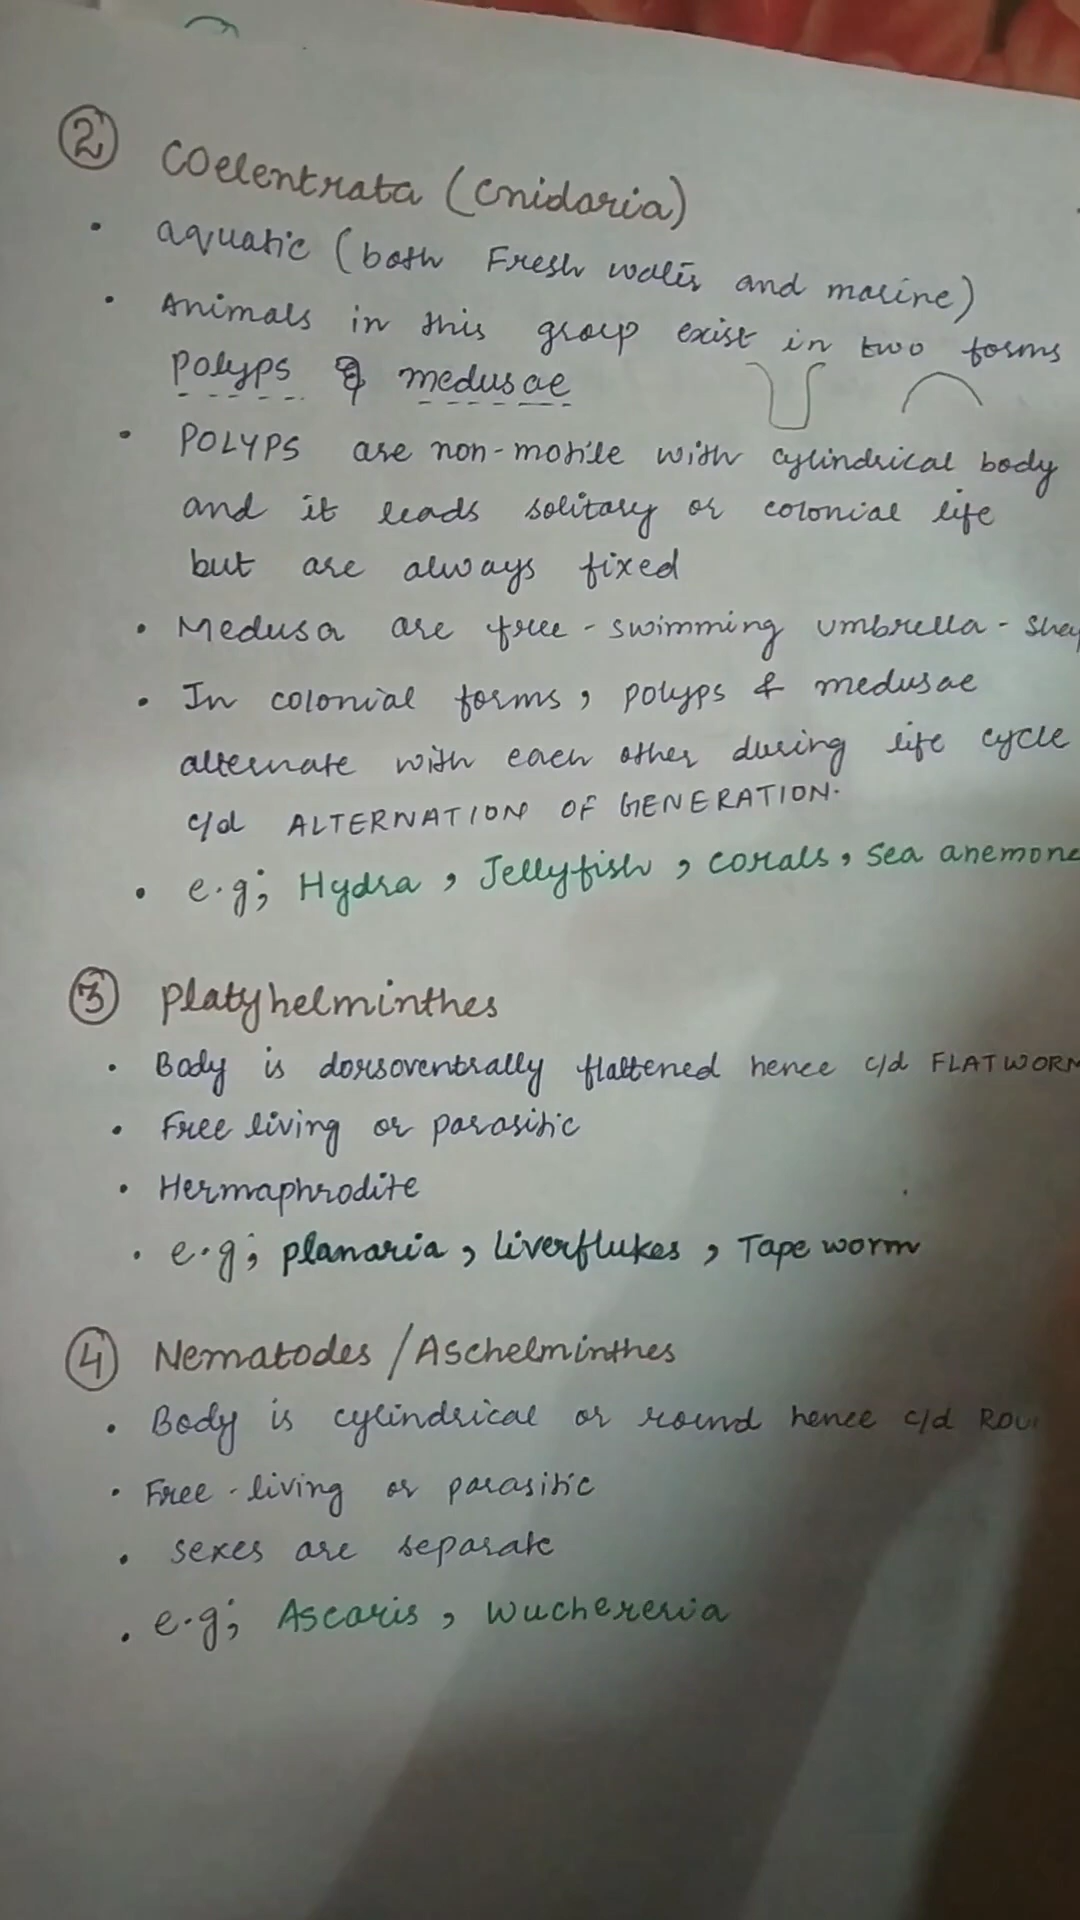 ② Coelentrata (Cnidaria)
• aquatic (both Fresh water and marine)
• Animals in this group exist in two forms
polyps & medusae
• POLYPS are non-motile with cylindrical body
and it leads solitary or colonial life
but are always fixed
• Medusa are free-swimming umbrella-
• In colonial forms, polyps & medusae
alternate with each other during life cycle
c/d ALTERNATION OF GENERATION.
• e.g; Hydra, Jellyfish, corals, sea anemone
③ Platyhelminthes
• Body is dorsoventrally flattened hence c/d FLATWORM
• Free living or parasitic
• Hermaphrodite
• e.g; planaria, liverflukes, Tape worm
④ Nematodes / Aschelminthes
• Body is cylindrical or round hence c/d
• Free-living or parasitic
• sexes are separate
• e.g; Ascaris, Wuchereria